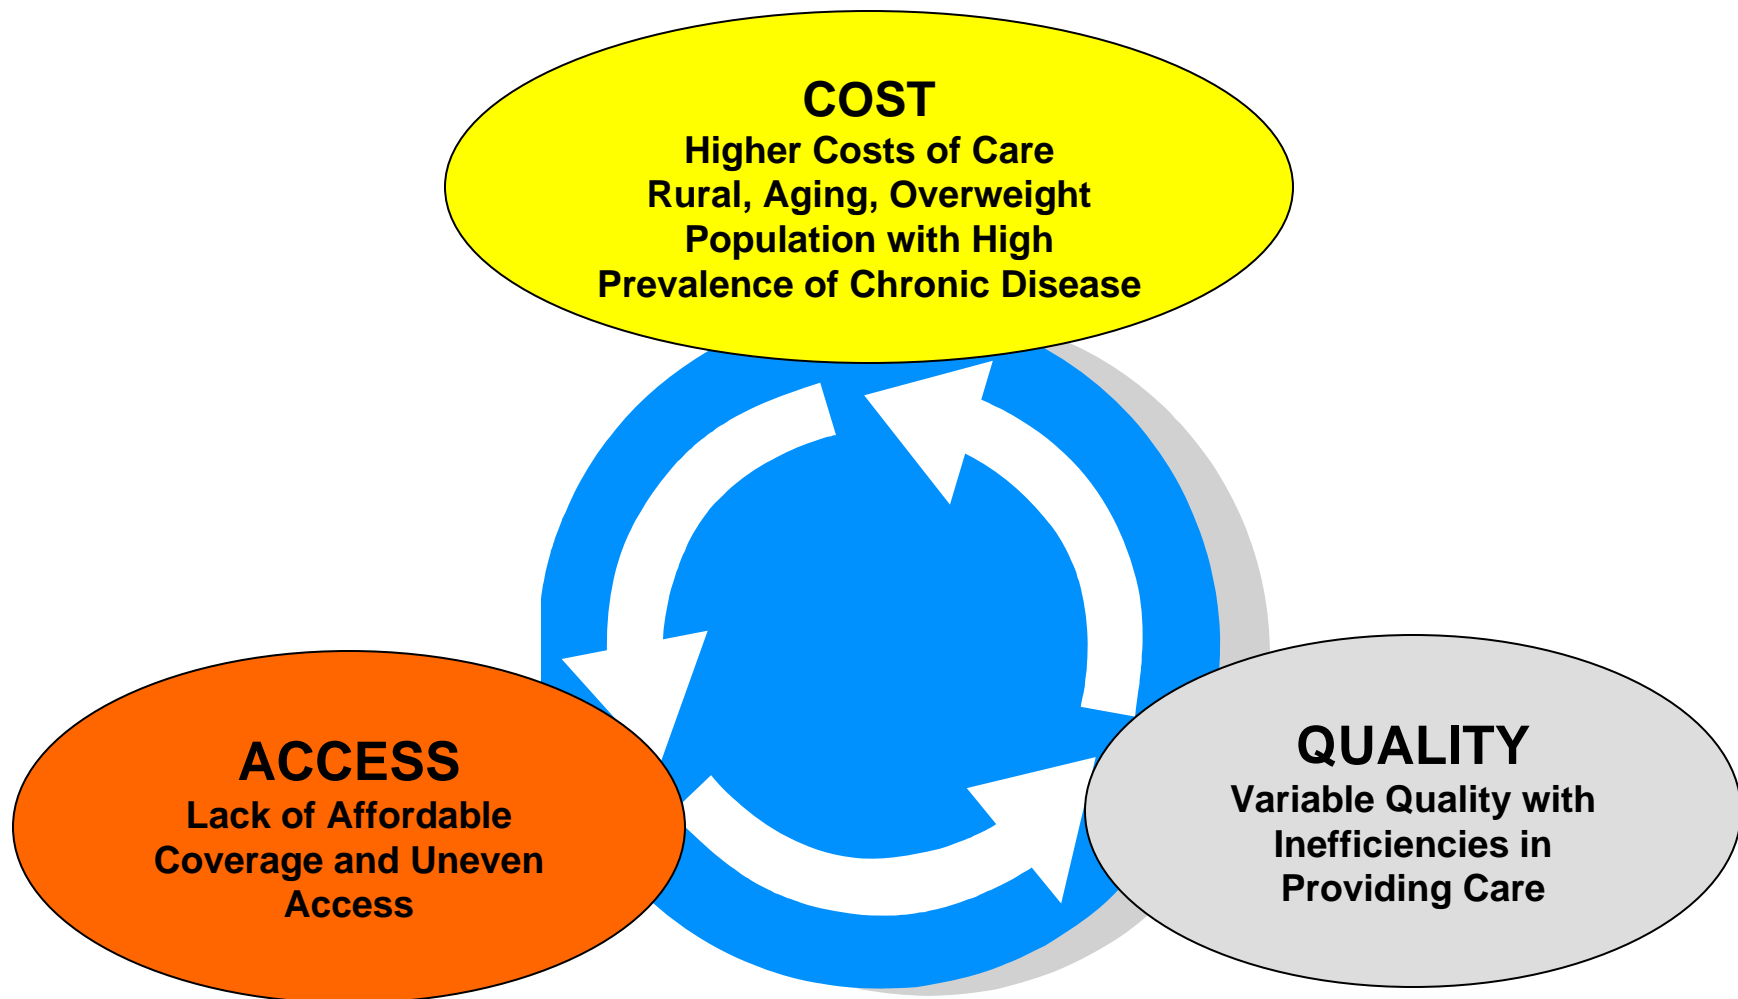 COST
Higher Costs of Care
Rural, Aging, Overweight
Population with High
Prevalence of Chronic Disease
ACCESS
Lack of Affordable
Coverage and Uneven
Access
QUALITY
Variable Quality with
Inefficiencies in
Providing Care